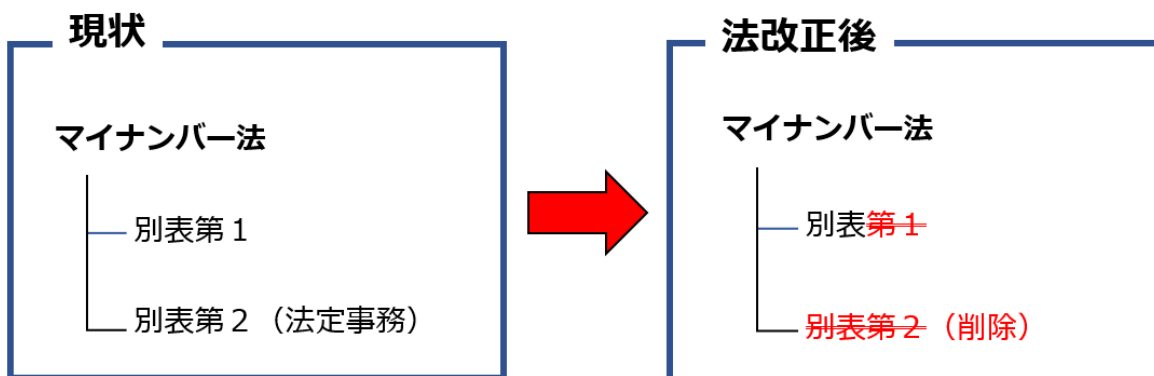 現状
マイナンバー法
別表第１
別表第２（法定事務）
法改正後
マイナンバー法
別表第１
別表第２（削除）